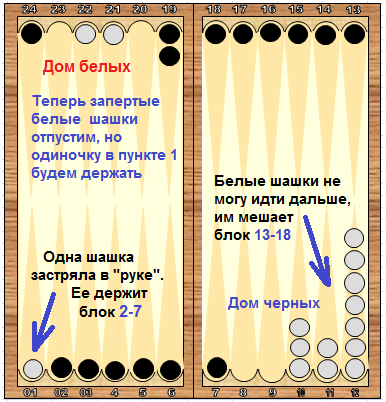 24 23 22 21 20 19 18 17 16 15 14 13
Дом белых
Теперь запертые
белые шашки
отпустим, но
одиночку в пункте 1
будем держать
Белые шашки не
могу идти дальше,
им мешает
блок 13-18
Одна шашка
застряла в "руке".
Ее держит
блок 2-7
Дом черных
01 02 03 4 5 6 7 8 9 10 11 12